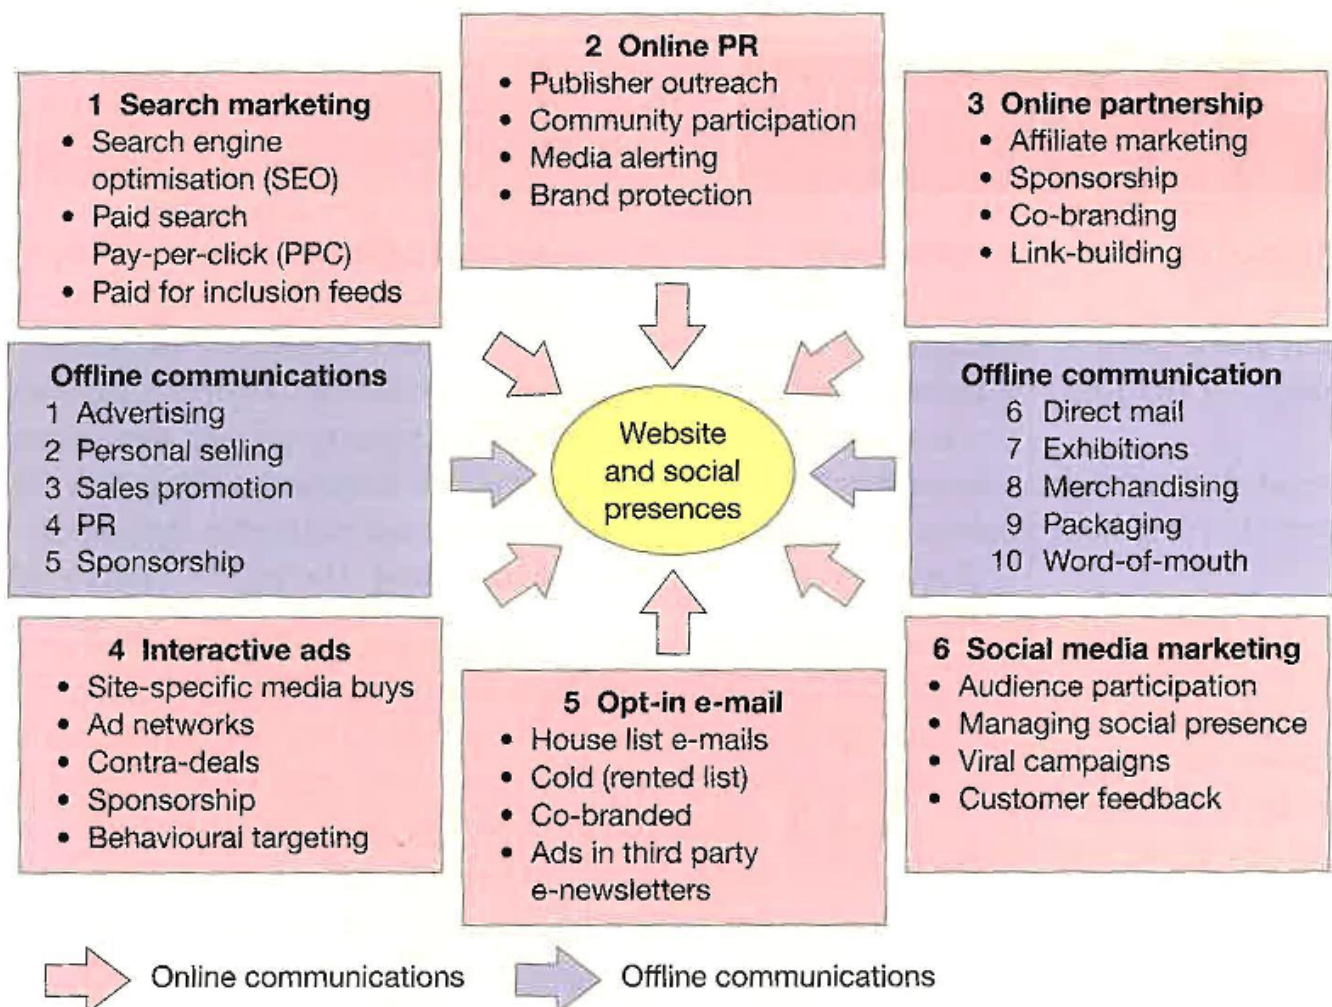 1 Search marketing
• Search engine
optimisation (SEO)
• Paid search
Pay-per-click (PPC)
• Paid for inclusion feeds
2 Online PR
• Publisher outreach
• Community participation
• Media alerting
• Brand protection
3 Online partnership
• Affiliate marketing
• Sponsorship
• Co-branding
• Link-building
Offline communications
1 Advertising
2 Personal selling
3 Sales promotion
4 PR
5 Sponsorship
Website
and social
presences
Offline communication
6 Direct mail
7 Exhibitions
8 Merchandising
9 Packaging
10 Word-of-mouth
4 Interactive ads
• Site-specific media buys
• Ad networks
• Contra-deals
• Sponsorship
• Behavioural targeting
5 Opt-in e-mail
• House list e-mails
• Cold (rented list)
• Co-branded
• Ads in third party
e-newsletters
6 Social media marketing
• Audience participation
• Managing social presence
• Viral campaigns
• Customer feedback
Online communications
Offline communications